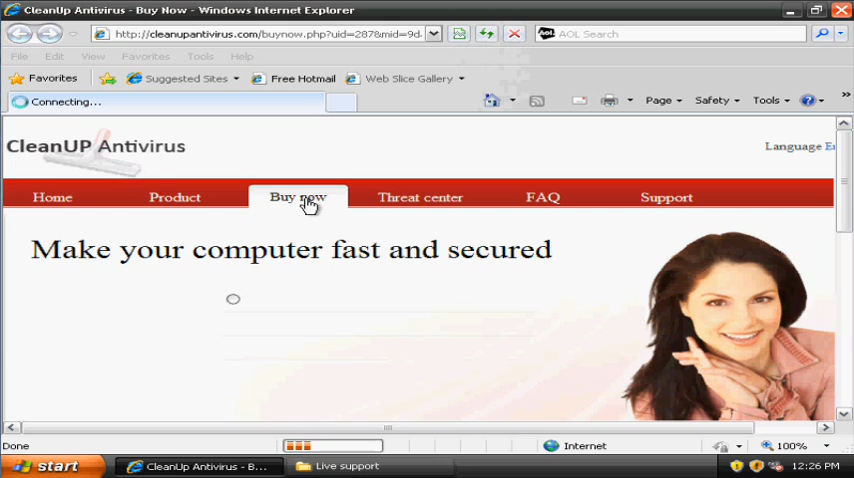 CleanUp Antivirus - Buy Now - Windows Internet Explorer
http://cleanupantivirus.com/buynow.php?uid=287&mid=9d
AOL Search
File Edit View Favorites Tools Help
Favorites Suggested Sites Free Hotmail Web Slice Gallery
Connecting...
Page Safety Tools
CleanUP Antivirus
Language
Home Product Buy now Threat center FAQ Support
Make your computer fast and secured
Done Internet 100%
start CleanUp Antivirus - B... Live support 12:26 PM